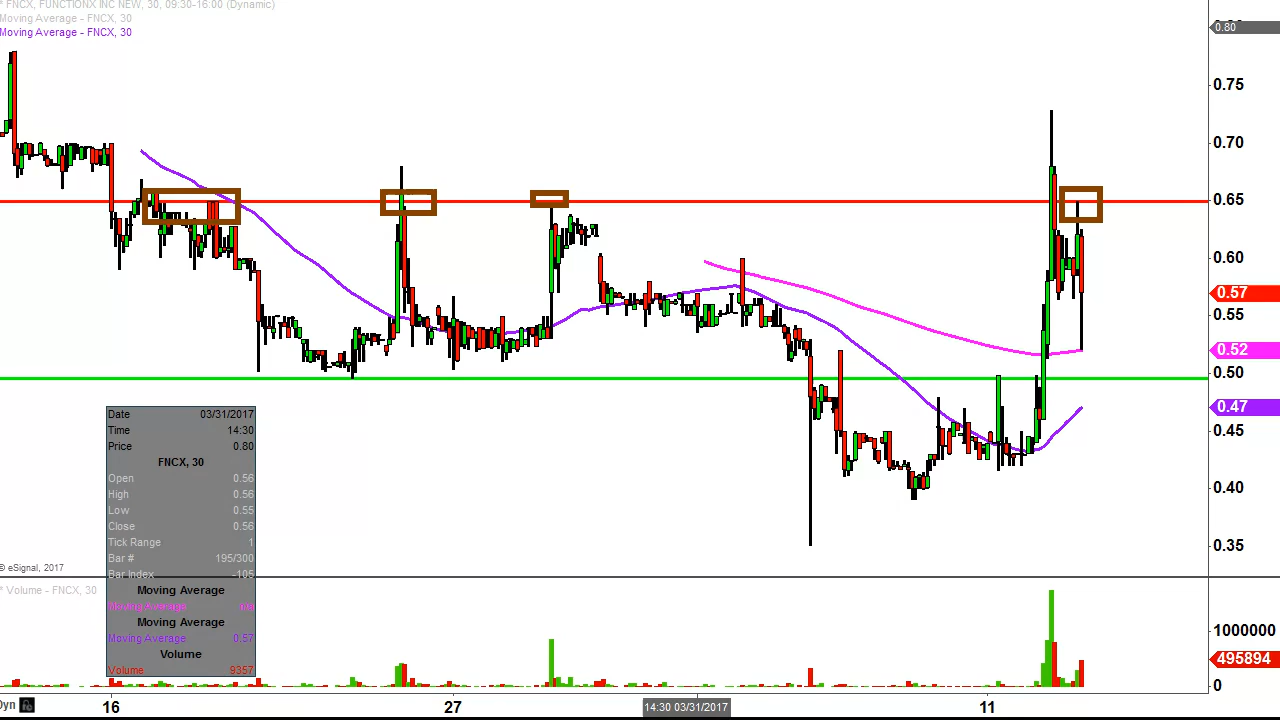 * FNCX, FUNCTIONX INC NEW, 30, 09:30-16:00 (Dynamic)
Moving Average - FNCX, 30
Moving Average - FNCX, 30
0.80
0.75
0.70
0.65
0.60
0.57
0.55
0.52
0.50
0.47
0.45
0.40
0.35
Date 03/31/2017
Time 14:30
Price 0.80
FNCX, 30
Open 0.56
High 0.56
Low 0.55
Close 0.56
Tick Range 1
Bar # 195/300
Bar Index -105
Moving Average
Moving Average
Moving Average
Moving Average 0.57
Volume
Volume 9357
© eSignal, 2017
* Volume - FNCX, 30
1000000
495894
0
Dyn
16
27
14:30 03/31/2017
11